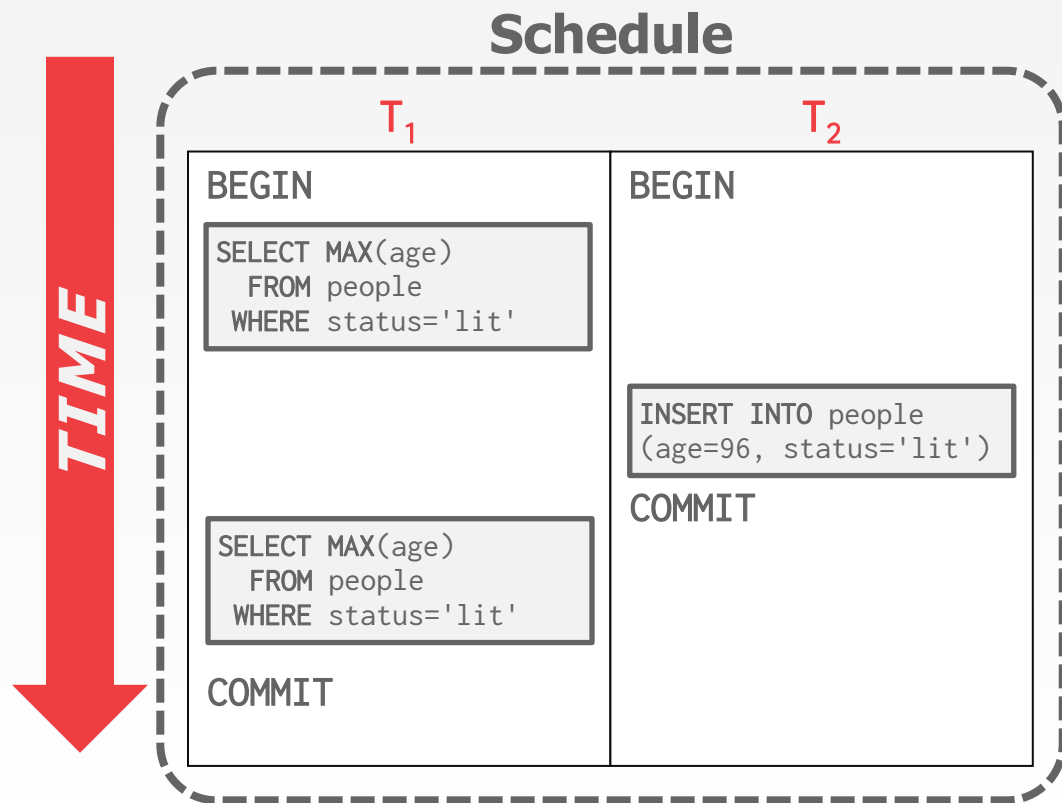 Schedule
TIME
T1
T2
BEGIN
BEGIN
SELECT MAX(age)
FROM people
WHERE status='lit'
INSERT INTO people
(age=96, status='lit')
COMMIT
SELECT MAX(age)
FROM people
WHERE status='lit'
COMMIT